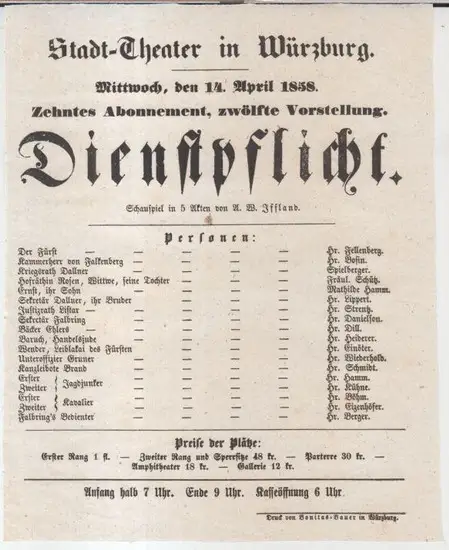 Stadt-Theater in Würzburg.
Mittwoch, den 14. April 1858.
Zehntes Abonnement, zwölfte Vorstellung.
Dienstpflicht.
Schauspiel in 5 Akten von A. W. Iffland.
Personen:
Der Fürst — — — — — Hr. Fellenberg.
Kammerherr von Falkenberg — — — — Hr. Bosin.
Kriegsrath Dallner — — — — — Spielberger.
Hofräthin Rosen, Wittwe, seine Tochter — — — — Fräul. Schütz.
Ernst, ihr Sohn — — — — — Mathilde Hamm.
Sekretär Dallner, ihr Bruder — — — — Hr. Lippert.
Justizrath Listar — — — — — Hr. Strentz.
Sekretär Falbring — — — — — Hr. Danielson.
Bäcker Ehlers — — — — — Hr. Dill.
Baruch, Handelsjude — — — — — Hr. Heiderer.
Wender, Leiblakai des Fürsten — — — — Hr. Eindter.
Unteroffizier Gruner — — — — — Hr. Wiederhold.
Kanzleibote Brand — — — — — Hr. Schmidt.
Erster } Jagdjunker — — — — — Hr. Hamm.
Zweiter — — — — — Hr. Kühne.
Erster } Kavalier — — — — — Hr. Böhm.
Zweiter — — — — — Hr. Eizenhöfer.
Falbring's Bedienter — — — — — Hr. Berger.
Preise der Plätze:
Erster Rang 1 fl. — Zweiter Rang und Sperrsitze 48 kr. — Parterre 30 kr. —
Amphitheater 18 kr. — Gallerie 12 kr.
Anfang halb 7 Uhr. Ende 9 Uhr. Kasseöffnung 6 Uhr.
Druck von Bonitas-Bauer in Würzburg.